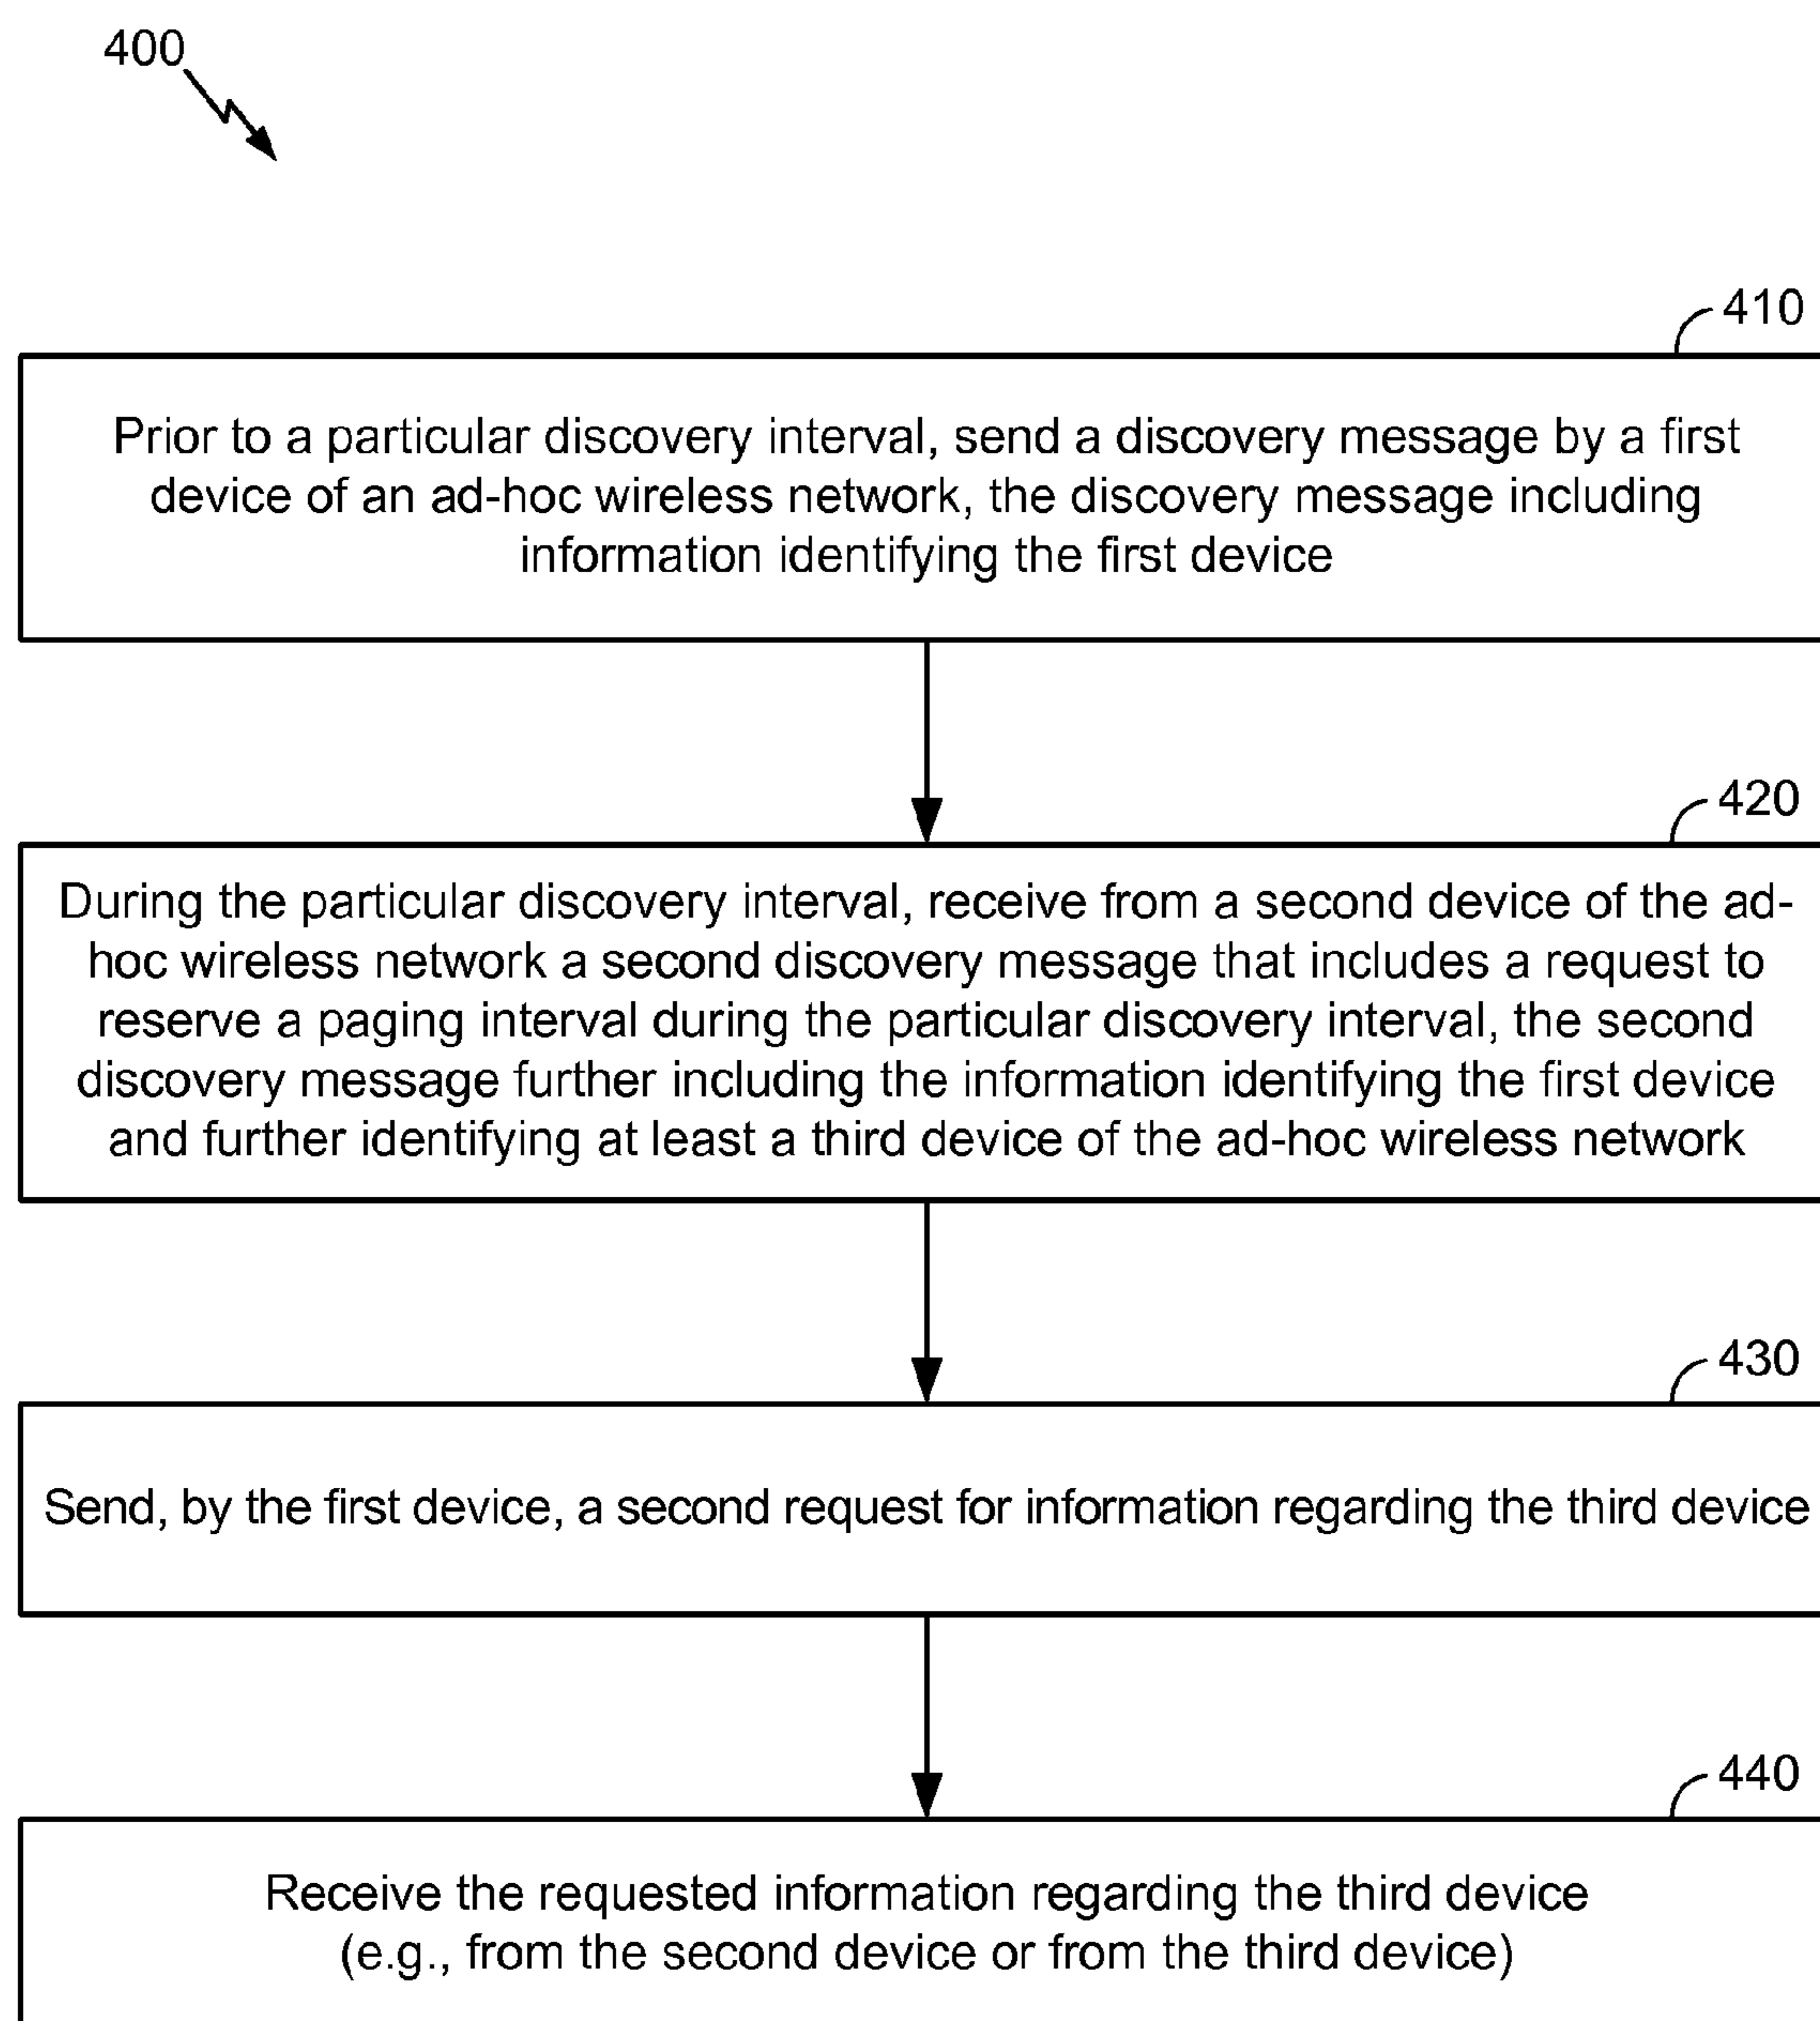 400
410
Prior to a particular discovery interval, send a discovery message by a first
device of an ad-hoc wireless network, the discovery message including
information identifying the first device
420
During the particular discovery interval, receive from a second device of the ad-
hoc wireless network a second discovery message that includes a request to
reserve a paging interval during the particular discovery interval, the second
discovery message further including the information identifying the first device
and further identifying at least a third device of the ad-hoc wireless network
430
Send, by the first device, a second request for information regarding the third device
440
Receive the requested information regarding the third device
(e.g., from the second device or from the third device)